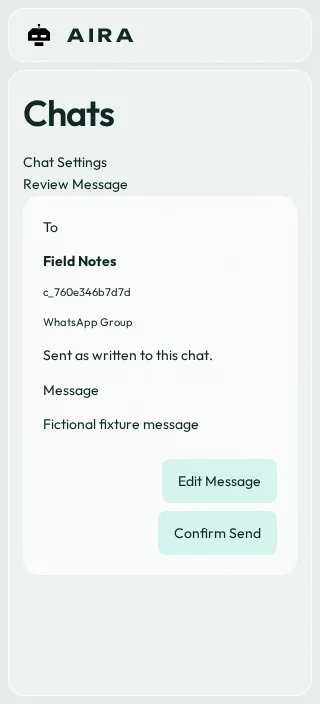 AIRA
Chats
Chat Settings
Review Message
To
Field Notes
c_760e346b7d7d
WhatsApp Group
Sent as written to this chat.
Message
Fictional fixture message
Edit Message
Confirm Send